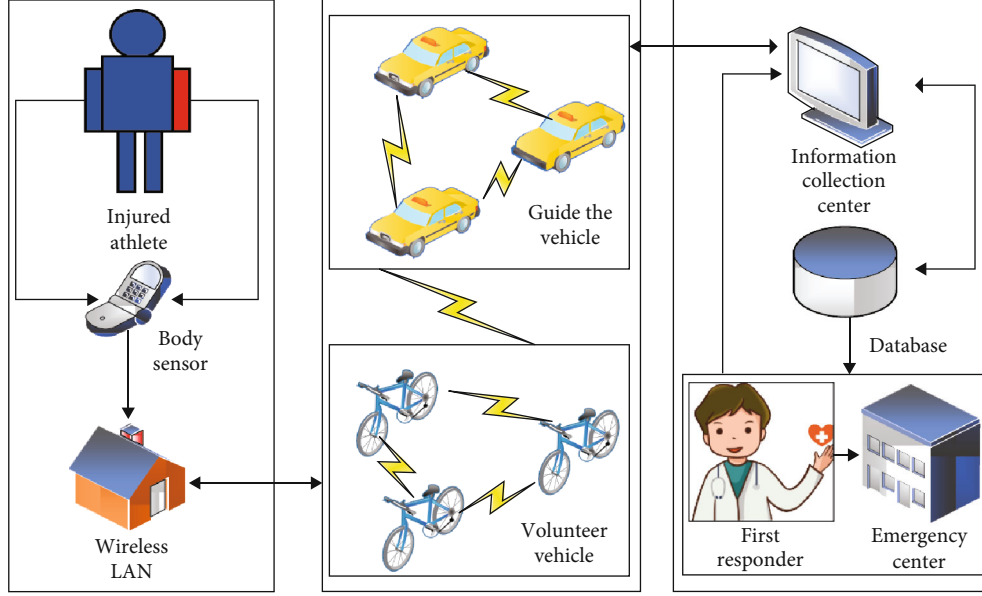 Injured
athlete
Body
sensor
Wireless
LAN
Guide the
vehicle
Volunteer
vehicle
Information
collection
center
Database
First
responder
Emergency
center